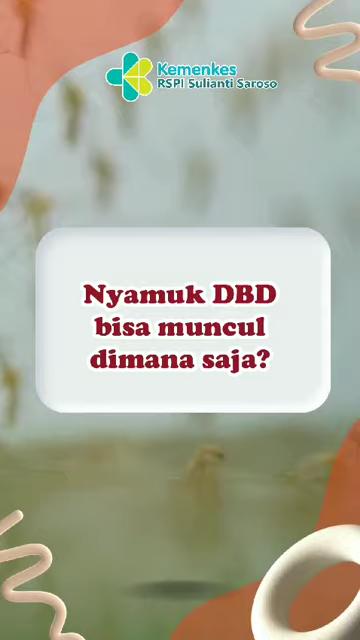 Kemenkes
RSPI Sulianti Saroso
Nyamuk DBD
bisa muncul
dimana saja?